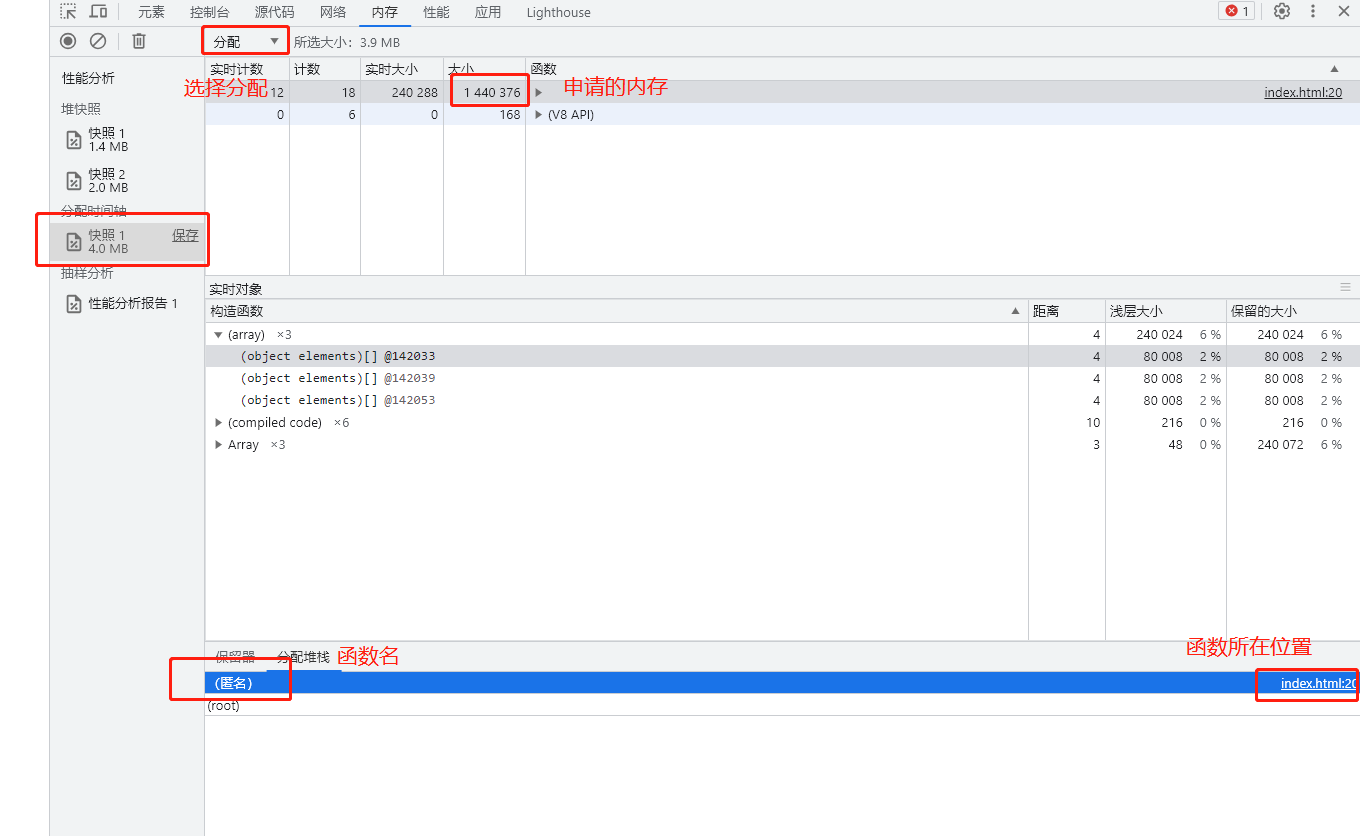 元素 控制台 源代码 网络 内存 性能 应用 Lighthouse 1
分配 所选大小: 3.9 MB
性能分析
堆快照
快照 1
1.4 MB
快照 2
2.0 MB
分配时间轴
快照 1 保存
4.0 MB
抽样分析
性能分析报告 1
实时计数 计数 实时大小 大小 函数
选择分配 12 18 240 288 1 440 376 申请的内存 index.html:20
0 6 0 168 (V8 API)
实时对象
构造函数 距离 浅层大小 保留的大小
(array) ×3 4 240 024 6 % 240 024 6 %
(object elements)[] @142033 4 80 008 2 % 80 008 2 %
(object elements)[] @142039 4 80 008 2 % 80 008 2 %
(object elements)[] @142053 4 80 008 2 % 80 008 2 %
(compiled code) ×6 10 216 0 % 216 0 %
Array ×3 3 48 0 % 240 072 6 %
保留器 分配堆栈 函数名 函数所在位置
(匿名) index.html:20
(root)